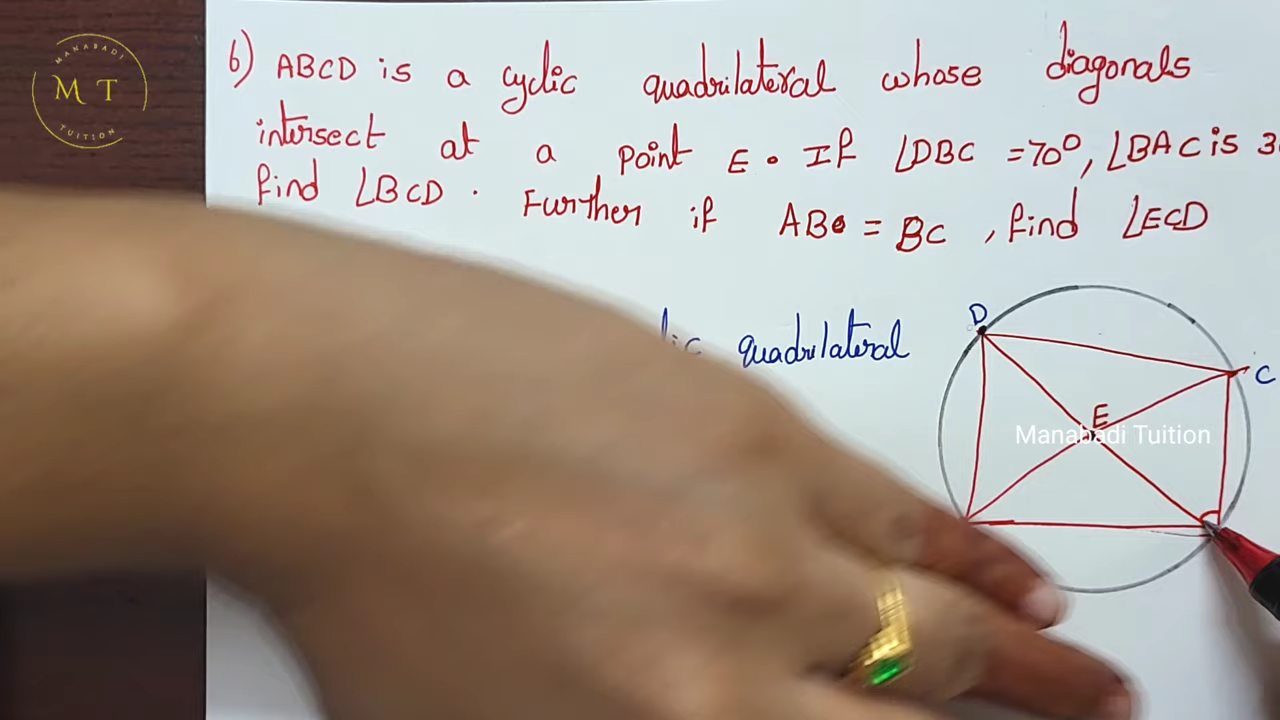 MANABADI
M T
TUITION
6) ABCD is a cyclic quadrilateral whose diagonals
intersect at a point E. If ∠DBC = 70°, ∠BAC is 3
find ∠BCD. Further if AB = BC, find ∠ECD
quadrilateral
D
C
E
Manabadi Tuition